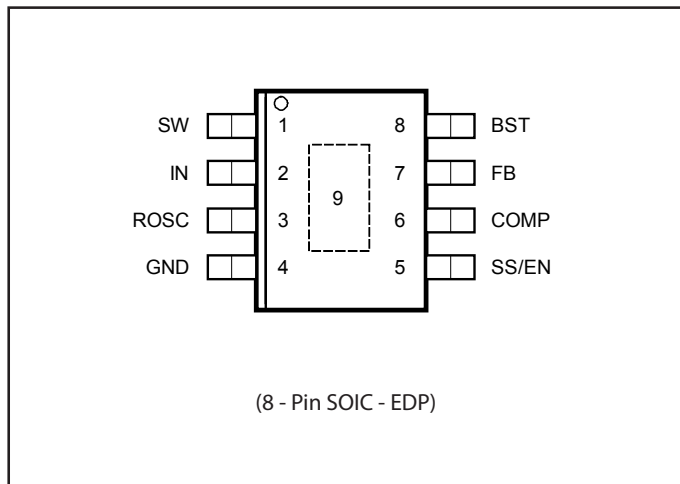 SW 1 8 BST
IN 2 7 FB
9
ROSC 3 6 COMP
GND 4 5 SS/EN
(8 - Pin SOIC - EDP)